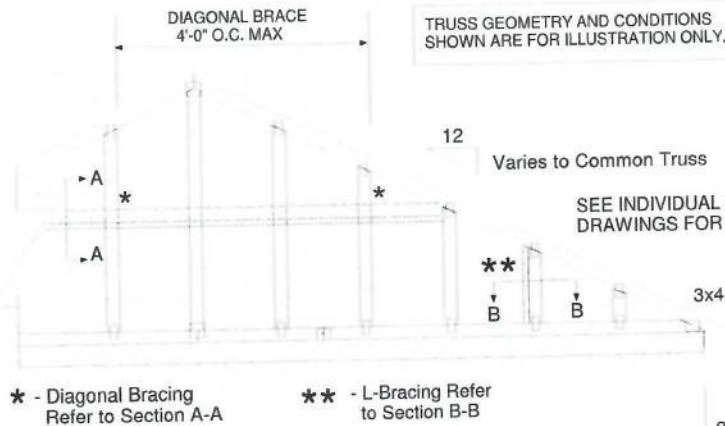 DIAGONAL BRACE
4'-0" O.C. MAX
TRUSS GEOMETRY AND CONDITIONS
SHOWN ARE FOR ILLUSTRATION ONLY.
12
Varies to Common Truss
A
*
*
SEE INDIVIDUAL
DRAWINGS FOR
A
**
B
B
3x4
* - Diagonal Bracing
Refer to Section A-A
** - L-Bracing Refer
to Section B-B